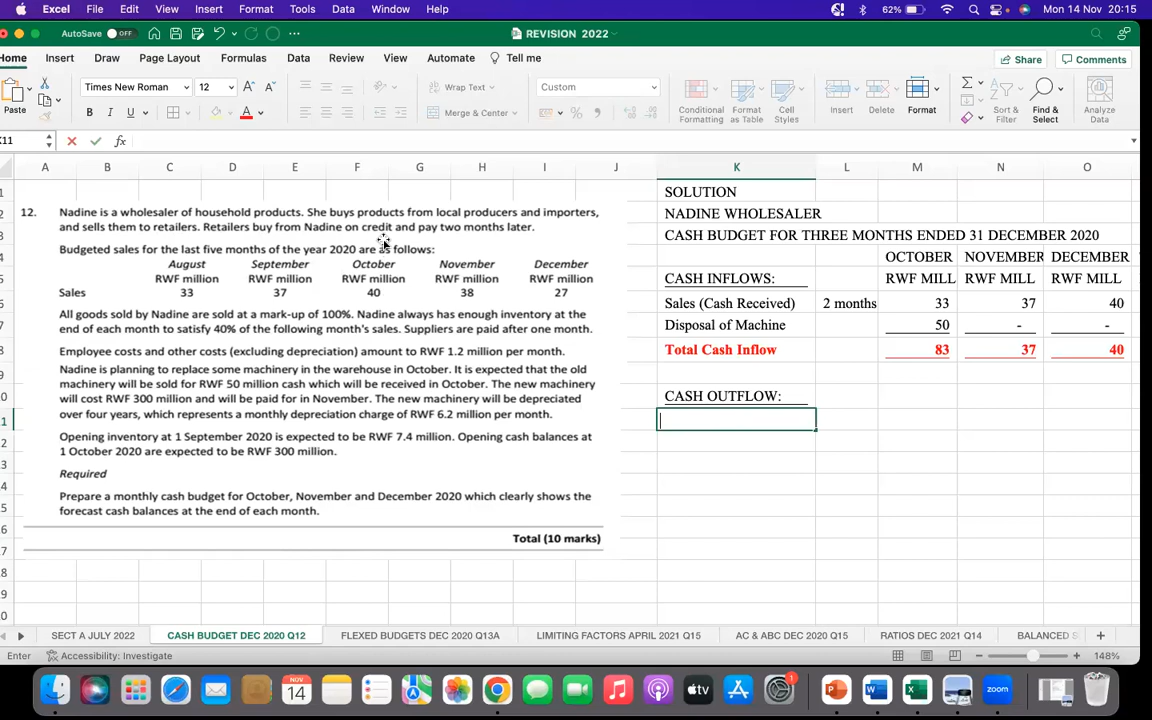 Excel File Edit View Insert Format Tools Data Window Help 62% Mon 14 Nov 20:15
AutoSave OFF REVISION 2022
Home Insert Draw Page Layout Formulas Data Review View Automate Tell me Share Comments
Paste Times New Roman 12 Wrap Text Custom Conditional Formatting as Table Cell Styles Insert Delete Format Sort & Filter Find & Select Analyze Data
B I U Merge & Center
K11 fx
A B C D E F G H I J K L M N O
12. Nadine is a wholesaler of household products. She buys products from local producers and importers,
and sells them to retailers. Retailers buy from Nadine on credit and pay two months later.
Budgeted sales for the last five months of the year 2020 are as follows:
August September October November December
RWF million RWF million RWF million RWF million RWF million
Sales 33 37 40 38 27
All goods sold by Nadine are sold at a mark-up of 100%. Nadine always has enough inventory at the
end of each month to satisfy 40% of the following month's sales. Suppliers are paid after one month.
Employee costs and other costs (excluding depreciation) amount to RWF 1.2 million per month.
Nadine is planning to replace some machinery in the warehouse in October. It is expected that the old
machinery will be sold for RWF 50 million cash which will be received in October. The new machinery
will cost RWF 300 million and will be paid for in November. The new machinery will be depreciated
over four years, which represents a monthly depreciation charge of RWF 6.2 million per month.
Opening inventory at 1 September 2020 is expected to be RWF 7.4 million. Opening cash balances at
1 October 2020 are expected to be RWF 300 million.
Required
Prepare a monthly cash budget for October, November and December 2020 which clearly shows the
forecast cash balances at the end of each month.
Total (10 marks)
SOLUTION
NADINE WHOLESALER
CASH BUDGET FOR THREE MONTHS ENDED 31 DECEMBER 2020
OCTOBER NOVEMBER DECEMBER
CASH INFLOWS: RWF MILL RWF MILL RWF MILL
Sales (Cash Received) 2 months 33 37 40
Disposal of Machine 50 - -
Total Cash Inflow 83 37 40
CASH OUTFLOW:
SECT A JULY 2022 CASH BUDGET DEC 2020 Q12 FLEXED BUDGETS DEC 2020 Q13A LIMITING FACTORS APRIL 2021 Q15 AC & ABC DEC 2020 Q15 RATIOS DEC 2021 Q14 BALANCED S
Enter Accessibility: Investigate 148%
NOV 14 tv zoom 1